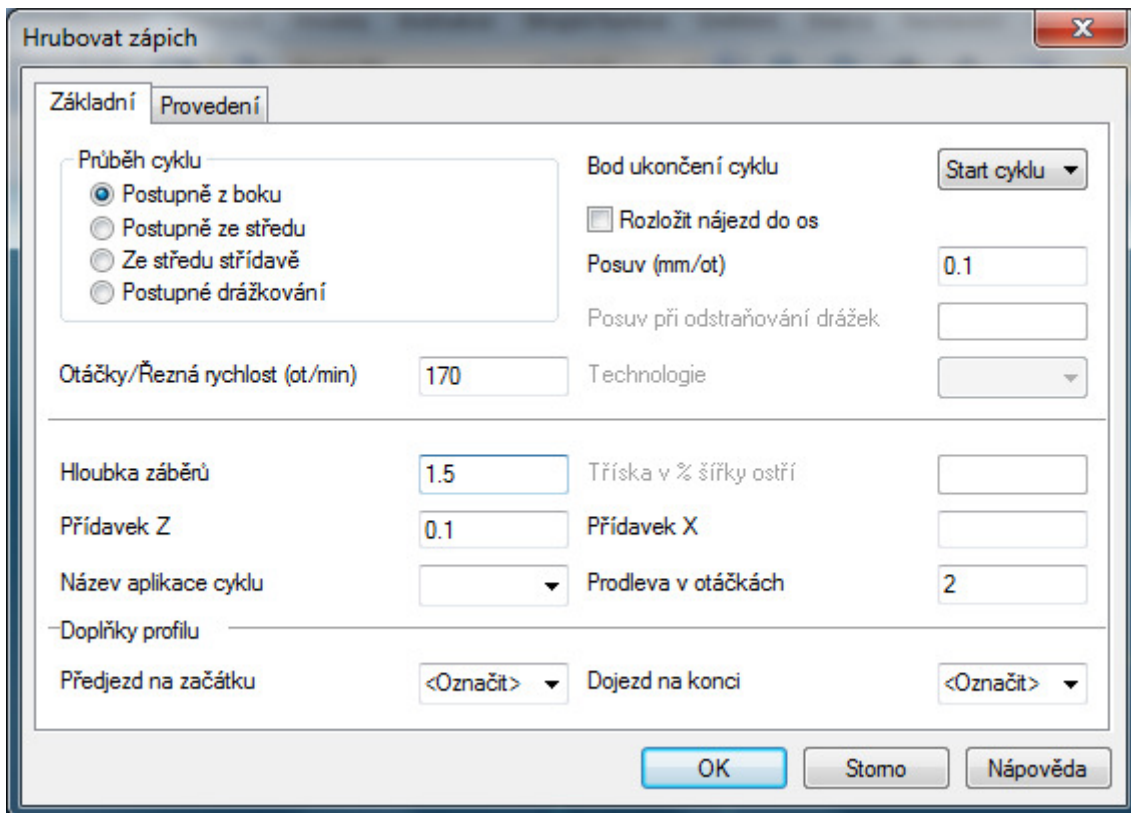 Hrubovat zápich
Základní
Provedení
Průběh cyklu
Postupně z boku
Postupně ze středu
Ze středu střídavě
Postupné drážkování
Bod ukončení cyklu
Start cyklu
Rozložit nájezd do os
Posuv (mm/ot)
0.1
Posuv při odstraňování drážek
Otáčky/Řezná rychlost (ot/min)
170
Technologie
Hloubka záběrů
1.5
Tříska v % šířky ostří
Přídavek Z
0.1
Přídavek X
Název aplikace cyklu
Prodleva v otáčkách
2
Doplňky profilu
Předjezd na začátku
<Označit>
Dojezd na konci
<Označit>
OK
Storno
Nápověda